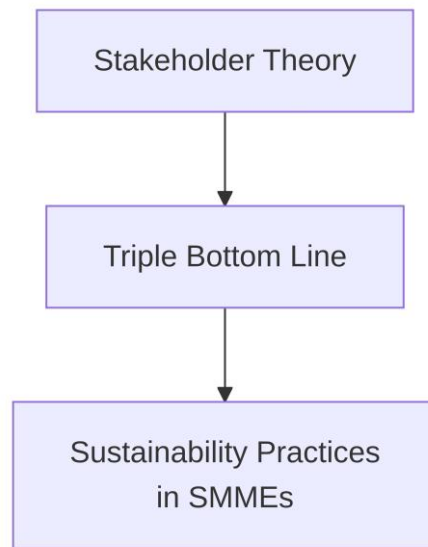 Stakeholder Theory
Triple Bottom Line
Sustainability Practices
in SMMEs